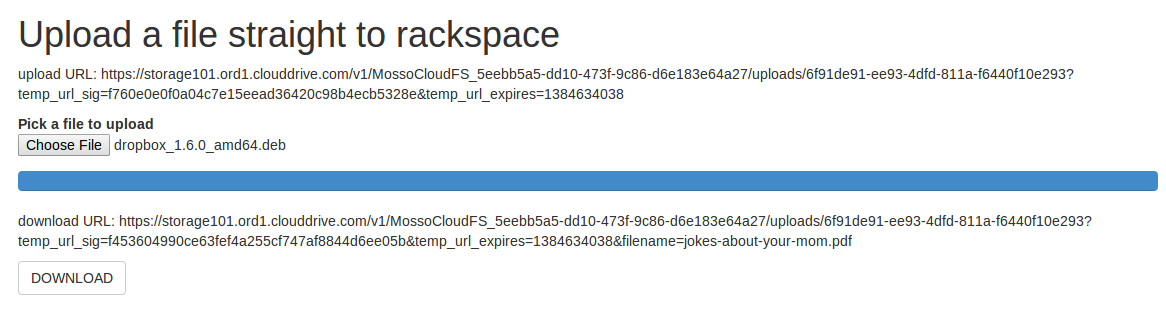 Upload a file straight to rackspace
upload URL: https://storage101.ord1.clouddrive.com/v1/MossoCloudFS_5eebb5a5-dd10-473f-9c86-d6e183e64a27/uploads/6f91de91-ee93-4dfd-811a-f6440f10e293?
temp_url_sig=f760e0e0f0a04c7e15eead36420c98b4ecb5328e&temp_url_expires=1384634038
Pick a file to upload
Choose File dropbox_1.6.0_amd64.deb
download URL: https://storage101.ord1.clouddrive.com/v1/MossoCloudFS_5eebb5a5-dd10-473f-9c86-d6e183e64a27/uploads/6f91de91-ee93-4dfd-811a-f6440f10e293?
temp_url_sig=f453604990ce63fef4a255cf747af8844d6ee05b&temp_url_expires=1384634038&filename=jokes-about-your-mom.pdf
DOWNLOAD